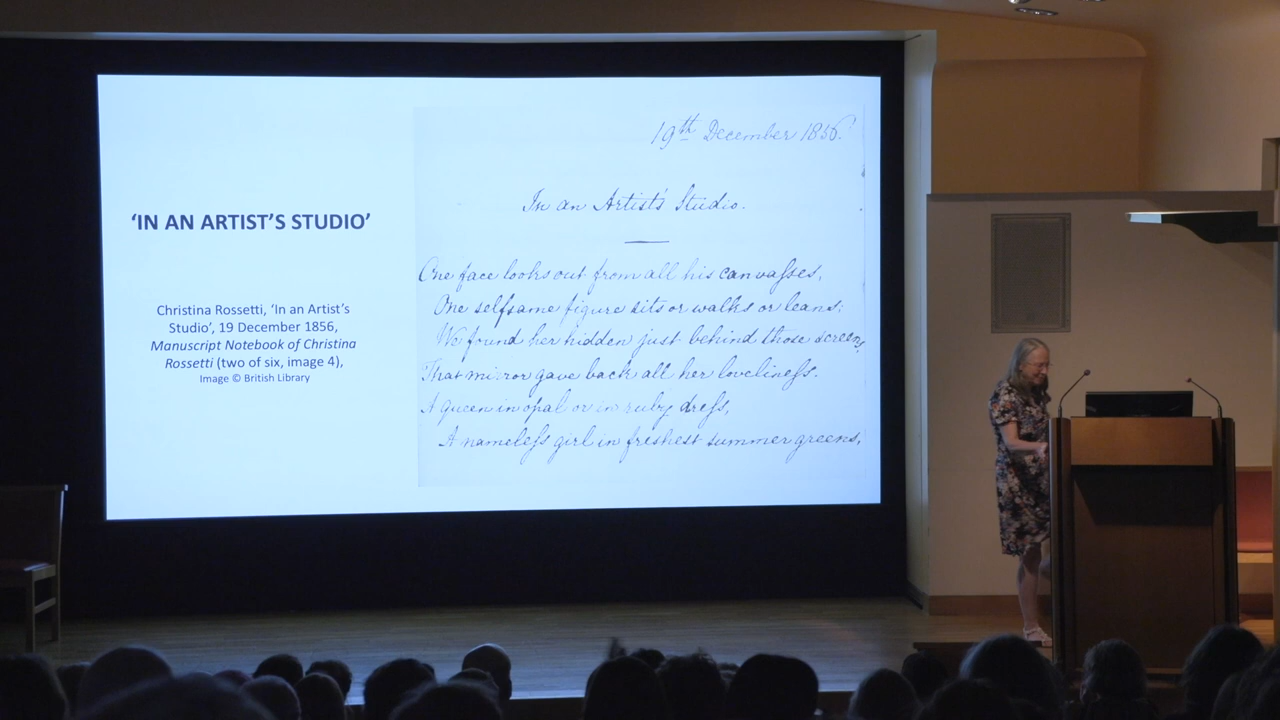 ‘IN AN ARTIST’S STUDIO’
Christina Rossetti, ‘In an Artist’s
Studio’, 19 December 1856,
Manuscript Notebook of Christina
Rossetti (two of six, image 4),
Image © British Library
19th December 1856.
In an Artist's Studio.
One face looks out from all his canvaſses,
One selfsame figure sits or walks or leans;
We found her hidden just behind those screens,
That mirror gave back all her lovelineſs.
A queen in opal or in ruby dreſs,
A nameleſs girl in freshest summer greens,